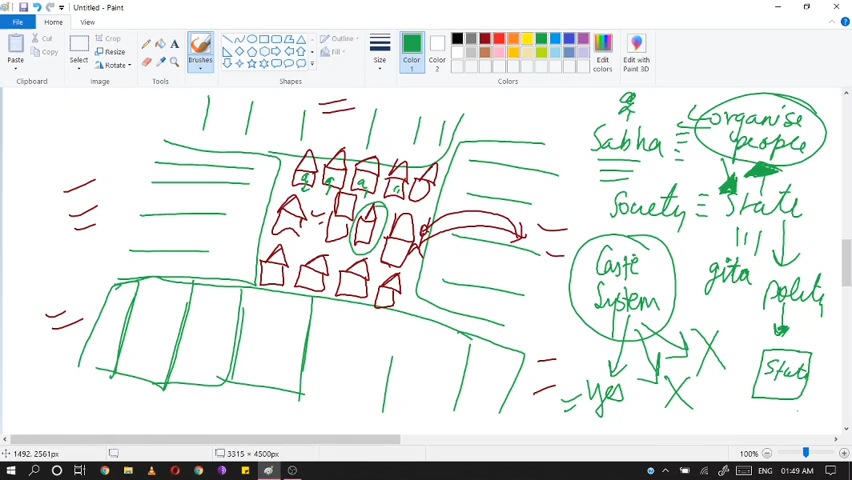 Untitled - Paint
File
Home
View
Paste
Cut
Copy
Clipboard
Select
Crop
Resize
Rotate
Image
Tools
Brushes
Shapes
Outline
Fill
Size
Color
1
Color
2
Edit
colors
Edit with
Paint 3D
Colors
organise
people
Sabha
Society
State
Caste
System
gita
polity
State
Yes
X
X
1492, 2561px
3315 × 4500px
100%
ENG
01:49 AM